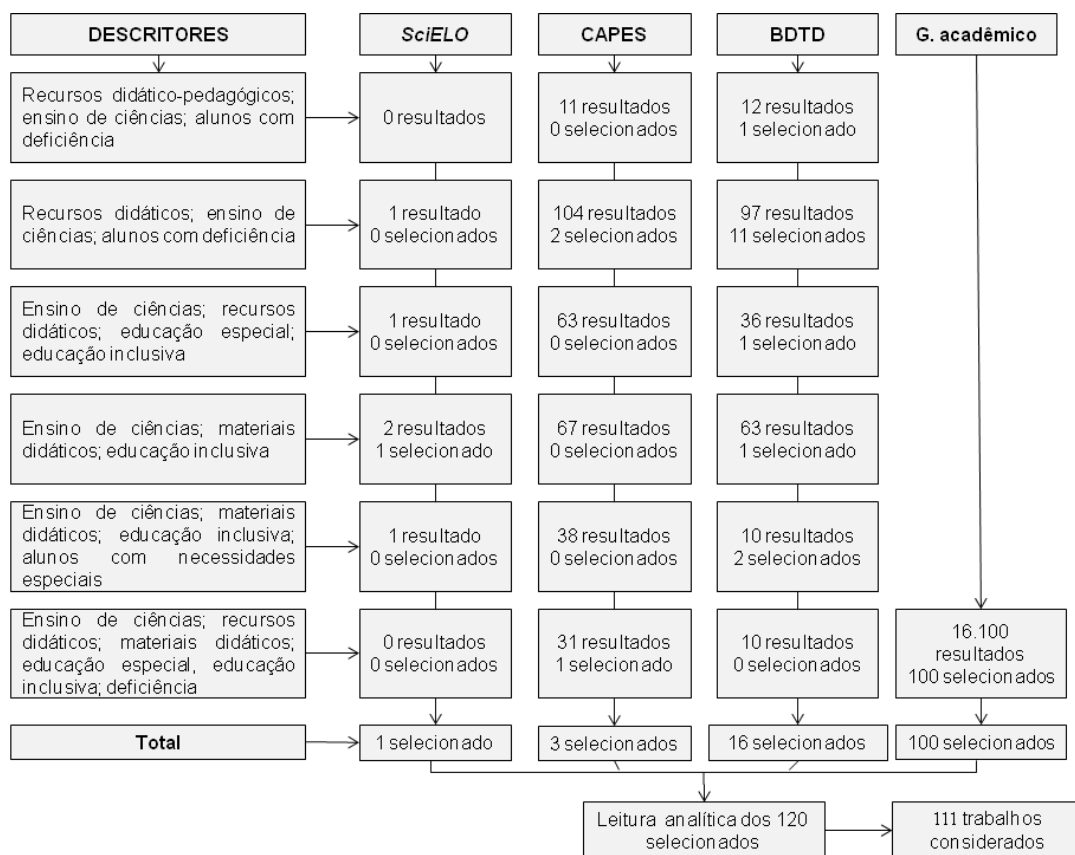 DESCRITORES
SciELO
CAPES
BDTD
G. acadêmico
Recursos didático-pedagógicos;
ensino de ciências; alunos com
deficiência
0 resultados
11 resultados
0 selecionados
12 resultados
1 selecionado
Recursos didáticos; ensino de
ciências; alunos com deficiência
1 resultado
0 selecionados
104 resultados
2 selecionados
97 resultados
11 selecionados
Ensino de ciências; recursos
didáticos; educação especial;
educação inclusiva
1 resultado
0 selecionados
63 resultados
0 selecionados
36 resultados
1 selecionado
Ensino de ciências; materiais
didáticos; educação inclusiva
2 resultados
1 selecionado
67 resultados
0 selecionados
63 resultados
1 selecionado
Ensino de ciências; materiais
didáticos; educação inclusiva;
alunos com necessidades
especiais
1 resultado
0 selecionados
38 resultados
0 selecionados
10 resultados
2 selecionados
Ensino de ciências; recursos
didáticos; materiais didáticos;
educação especial, educação
inclusiva; deficiência
0 resultados
0 selecionados
31 resultados
1 selecionado
10 resultados
0 selecionados
16.100
resultados
100 selecionados
Total
1 selecionado
3 selecionados
16 selecionados
100 selecionados
Leitura analítica dos 120
selecionados
111 trabalhos
considerados